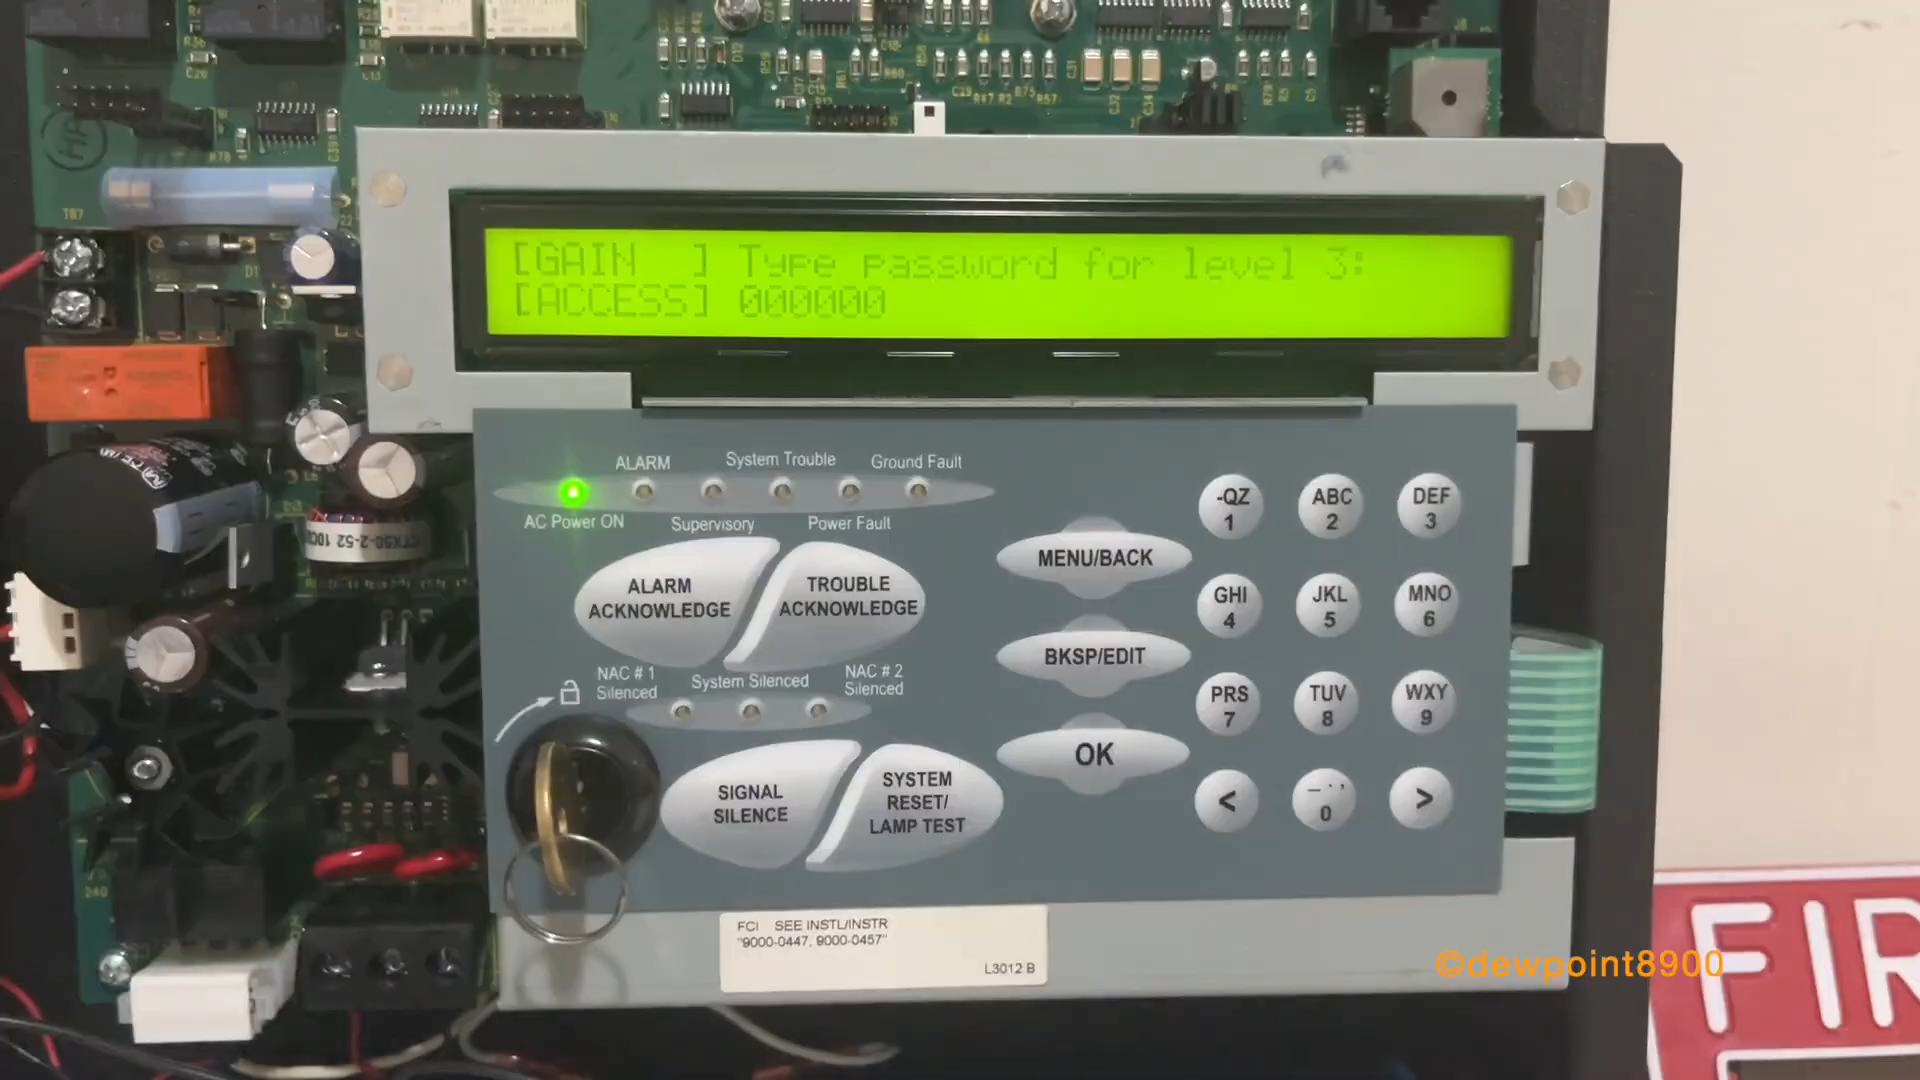 [GAIN   ] Type password for level 3:
[ACCESS] 000000
ALARM
System Trouble
Ground Fault
AC Power ON
Supervisory
Power Fault
ALARM
ACKNOWLEDGE
TROUBLE
ACKNOWLEDGE
NAC # 1
Silenced
System Silenced
NAC # 2
Silenced
SIGNAL
SILENCE
SYSTEM
RESET/
LAMP TEST
MENU/BACK
BKSP/EDIT
OK
-QZ
1
ABC
2
DEF
3
GHI
4
JKL
5
MNO
6
PRS
7
TUV
8
WXY
9
<
0
>
FCI SEE INSTL/INSTR
"9000-0447, 9000-0457"
L3012 B
©dewpoint8900
FIR
TB7
240